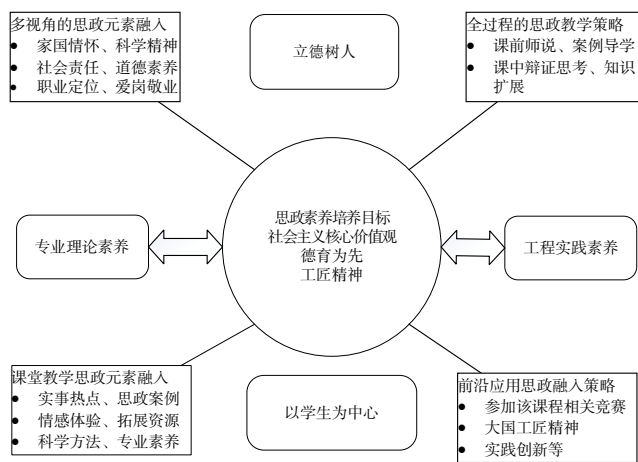 多视角的思政元素融入
● 家国情怀、科学精神
● 社会责任、道德素养
● 职业定位、爱岗敬业
立德树人
全过程的思政教学策略
● 课前师说、案例导学
● 课中辩证思考、知识
扩展
专业理论素养
思政素养培养目标
社会主义核心价值观
德育为先
工匠精神
工程实践素养
课堂教学思政元素融入
● 实事热点、思政案例
● 情感体验、拓展资源
● 科学方法、专业素养
以学生为中心
前沿应用思政融入策略
● 参加该课程相关竞赛
● 大国工匠精神
● 实践创新等